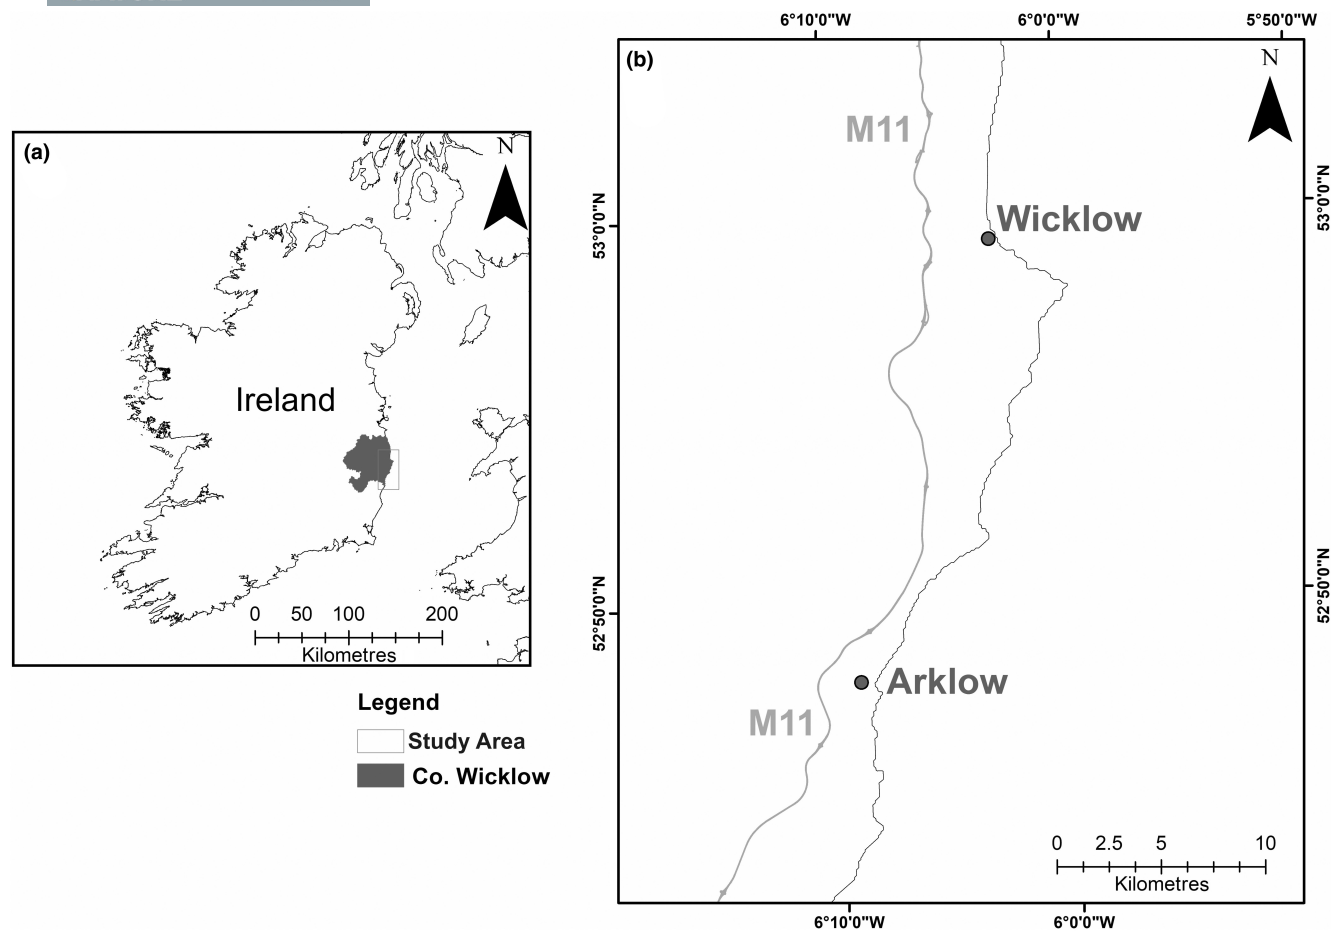 6°10'0"W 6°0'0"W 5°50'0"W
(a)
N
Ireland
0 50 100 200
Kilometres
Legend
Study Area
Co. Wicklow
(b)
N
M11
Wicklow
53°0'0"N
53°0'0"N
52°50'0"N
52°50'0"N
Arklow
M11
0 2.5 5 10
Kilometres
6°10'0"W 6°0'0"W